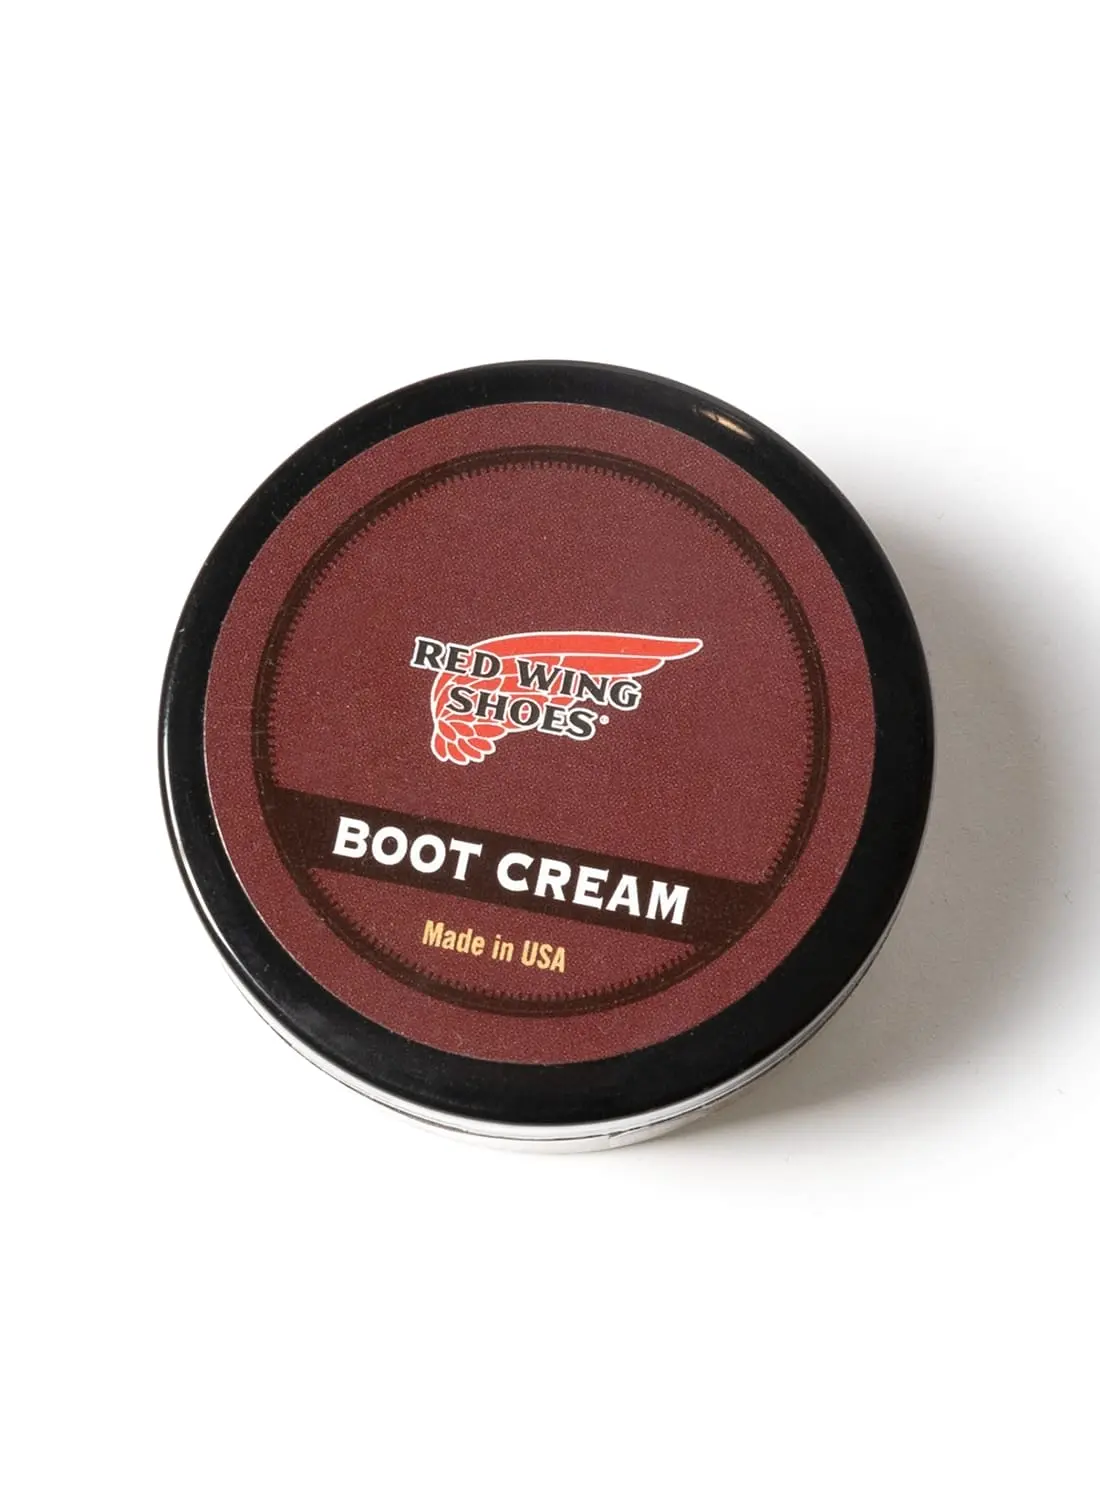 RED WING
SHOES®
BOOT CREAM
Made in USA